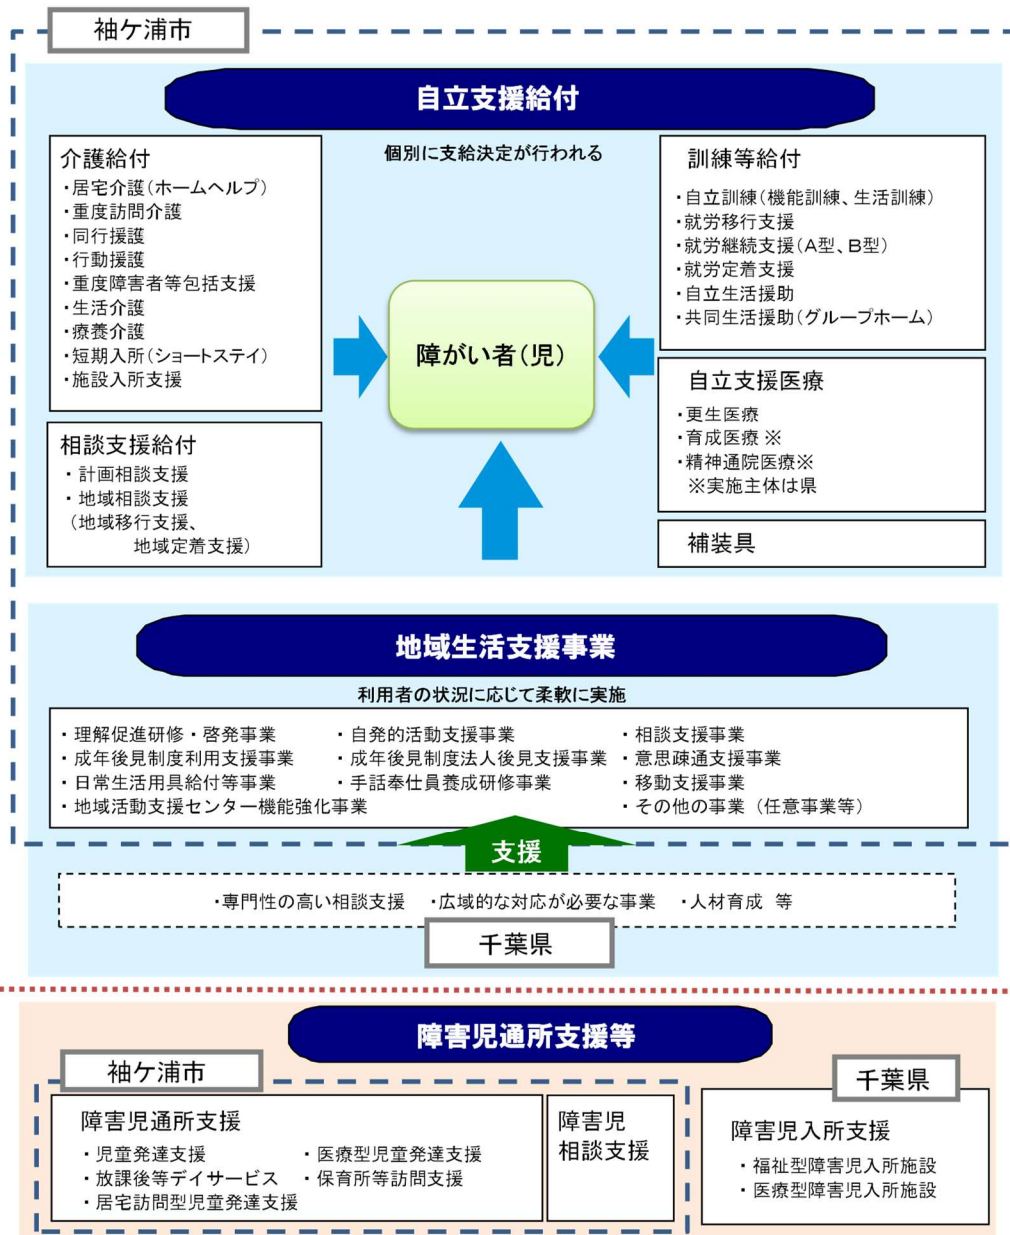 袖ケ浦市
自立支援給付
個別に支給決定が行われる
介護給付
・居宅介護(ホームヘルプ)
・重度訪問介護
・同行援護
・行動援護
・重度障害者等包括支援
・生活介護
・療養介護
・短期入所(ショートステイ)
・施設入所支援
相談支援給付
・計画相談支援
・地域相談支援
(地域移行支援、
地域定着支援)
障がい者(児)
訓練等給付
・自立訓練(機能訓練、生活訓練)
・就労移行支援
・就労継続支援(A型、B型)
・就労定着支援
・自立生活援助
・共同生活援助(グループホーム)
自立支援医療
・更生医療
・育成医療 ※
・精神通院医療※
※実施主体は県
補装具
地域生活支援事業
利用者の状況に応じて柔軟に実施
・理解促進研修・啓発事業 ・自発的活動支援事業 ・相談支援事業
・成年後見制度利用支援事業 ・成年後見制度法人後見支援事業 ・意思疎通支援事業
・日常生活用具給付等事業 ・手話奉仕員養成研修事業 ・移動支援事業
・地域活動支援センター機能強化事業 ・その他の事業(任意事業等)
支援
・専門性の高い相談支援 ・広域的な対応が必要な事業 ・人材育成 等
千葉県
障害児通所支援等
袖ケ浦市
障害児通所支援
・児童発達支援 ・医療型児童発達支援
・放課後等デイサービス ・保育所等訪問支援
・居宅訪問型児童発達支援
障害児
相談支援
千葉県
障害児入所支援
・福祉型障害児入所施設
・医療型障害児入所施設